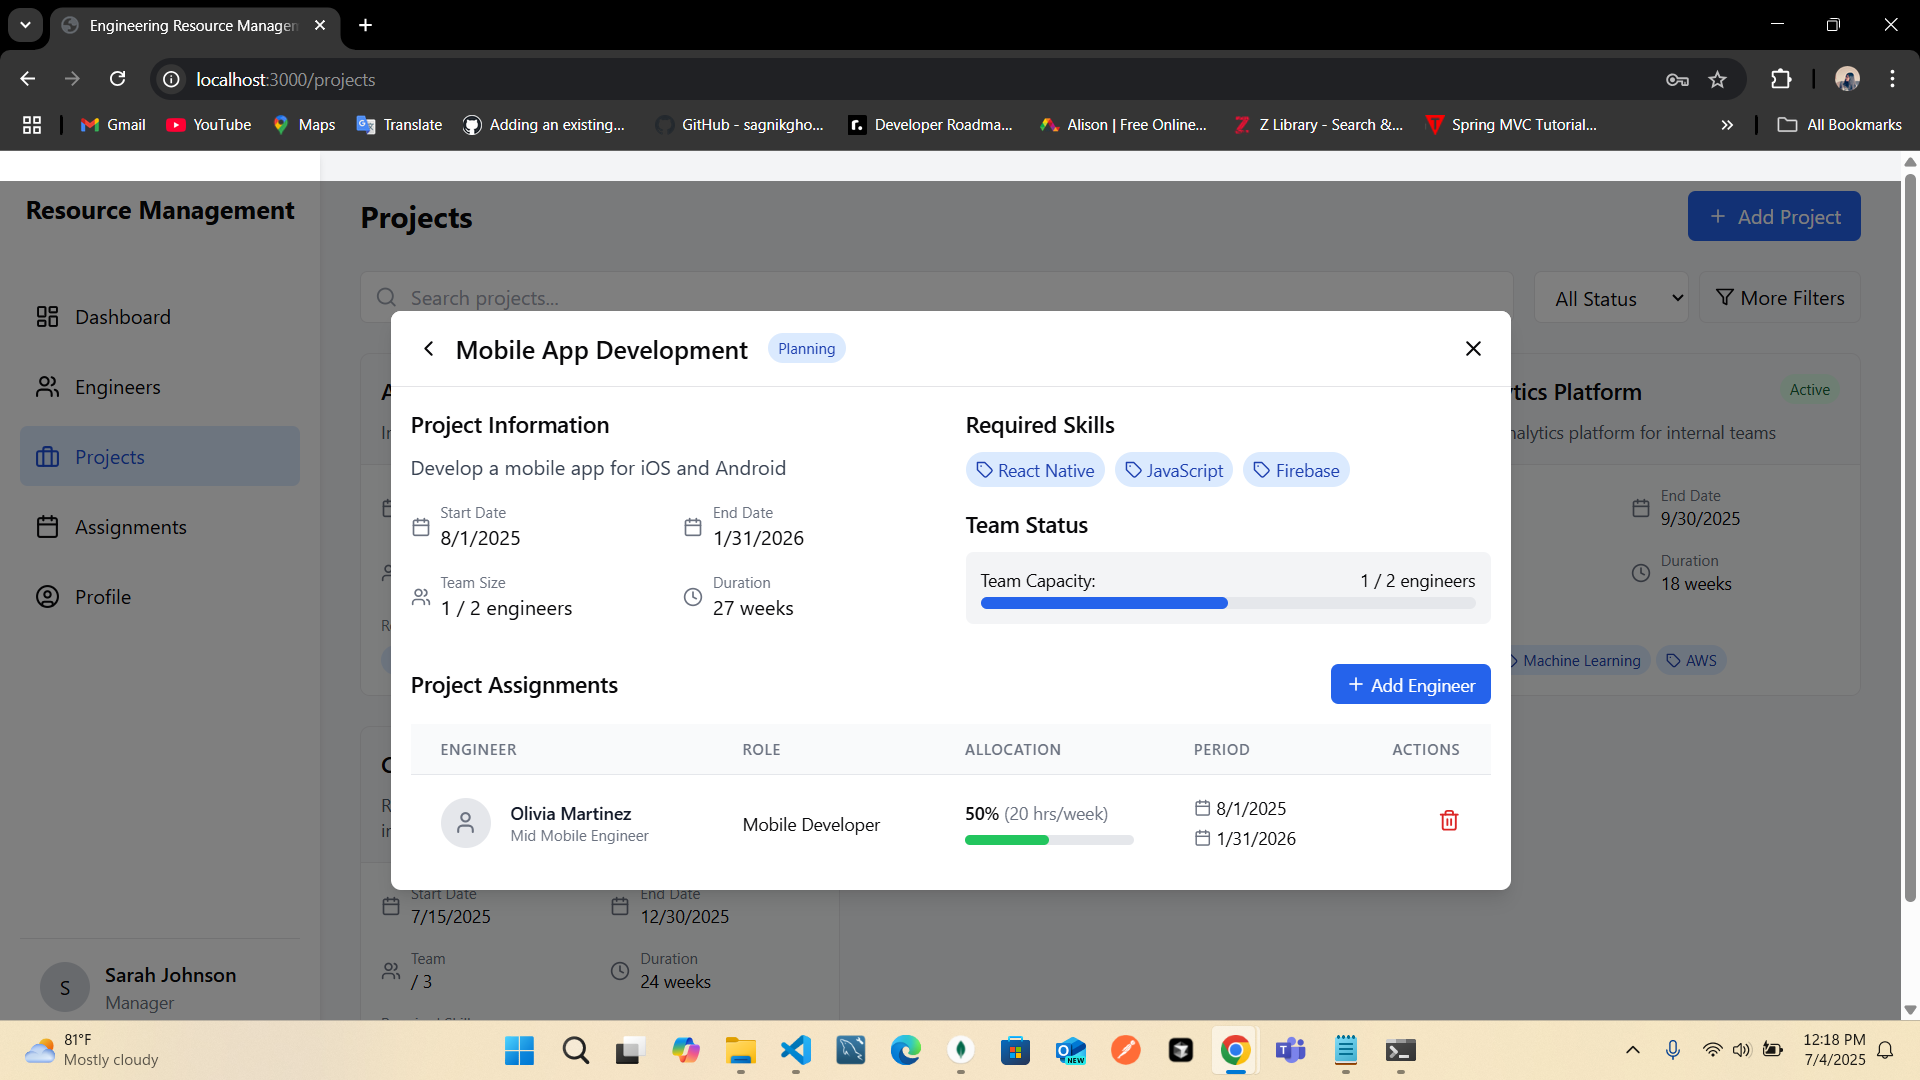 Engineering Resource Managen
localhost:3000/projects
Gmail
YouTube
Maps
Translate
Adding an existing...
GitHub - sagnikgho...
Developer Roadma...
Alison | Free Online...
Z Library - Search &...
Spring MVC Tutorial...
All Bookmarks
Resource Management
Dashboard
Engineers
Projects
Assignments
Profile
S
Sarah Johnson
Manager
Projects
+ Add Project
Search projects...
All Status
More Filters
Mobile App Development
Planning
Project Information
Develop a mobile app for iOS and Android
Start Date
8/1/2025
End Date
1/31/2026
Team Size
1 / 2 engineers
Duration
27 weeks
Required Skills
React Native
JavaScript
Firebase
Team Status
Team Capacity:
1 / 2 engineers
Project Assignments
+ Add Engineer
ENGINEER
ROLE
ALLOCATION
PERIOD
ACTIONS
Olivia Martinez
Mid Mobile Engineer
Mobile Developer
50% (20 hrs/week)
8/1/2025
1/31/2026
tics Platform
Active
nalytics platform for internal teams
End Date
9/30/2025
Duration
18 weeks
Machine Learning
AWS
Start Date
7/15/2025
End Date
12/30/2025
Team
/ 3
Duration
24 weeks
81°F
Mostly cloudy
NEW
12:18 PM
7/4/2025